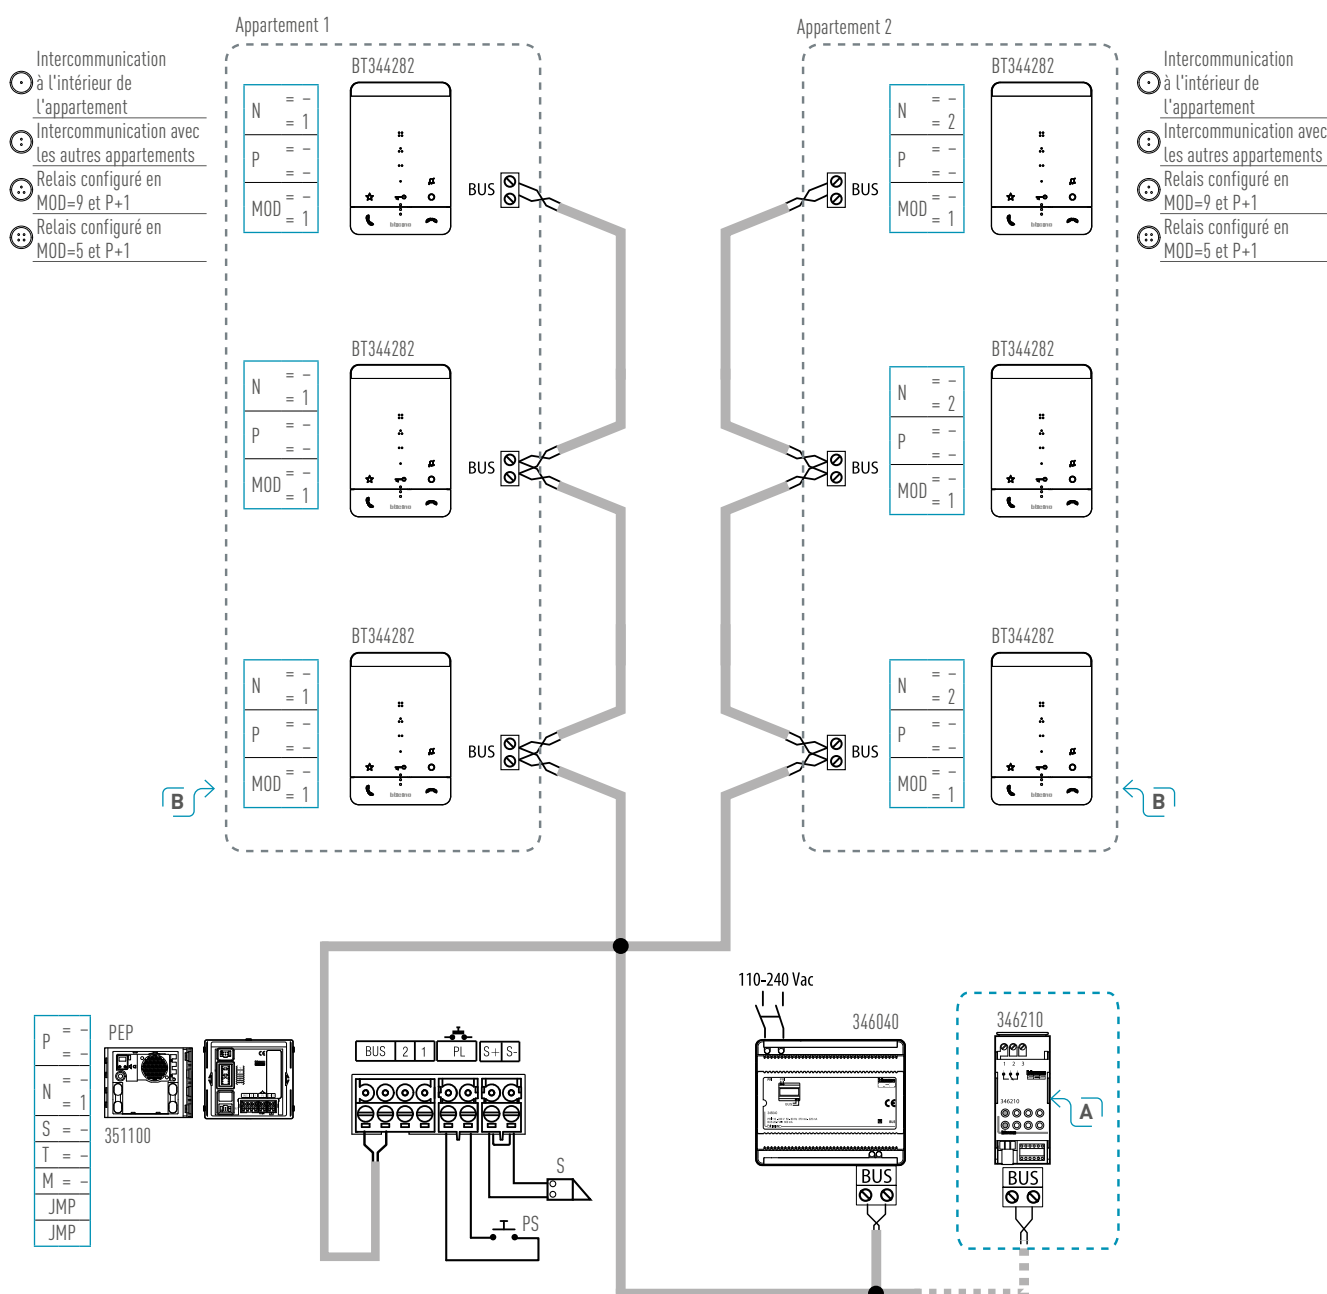 Appartement 1
Appartement 2
Intercommunication
à l'intérieur de
l'appartement
Intercommunication avec
les autres appartements
Relais configuré en
MOD=9 et P+1
Relais configuré en
MOD=5 et P+1
BT344282
N = –
= 1
P = –
= –
MOD = –
= 1
BUS
BT344282
N = –
= 2
P = –
= –
MOD = –
= 1
BUS
Intercommunication
à l'intérieur de
l'appartement
Intercommunication avec
les autres appartements
Relais configuré en
MOD=9 et P+1
Relais configuré en
MOD=5 et P+1
BT344282
N = –
= 1
P = –
= –
MOD = –
= 1
BUS
BT344282
N = –
= 2
P = –
= –
MOD = –
= 1
BUS
BT344282
N = –
= 1
P = –
= –
MOD = –
= 1
BUS
B
BT344282
N = –
= 2
P = –
= –
MOD = –
= 1
BUS
B
P = –
= –
N = –
= 1
S = –
T = –
M = –
JMP
JMP
PEP
351100
BUS 2 1 PL S+ S-
S
PS
110-240 Vac
346040
BUS
346210
1 2 3
346210
A
BUS